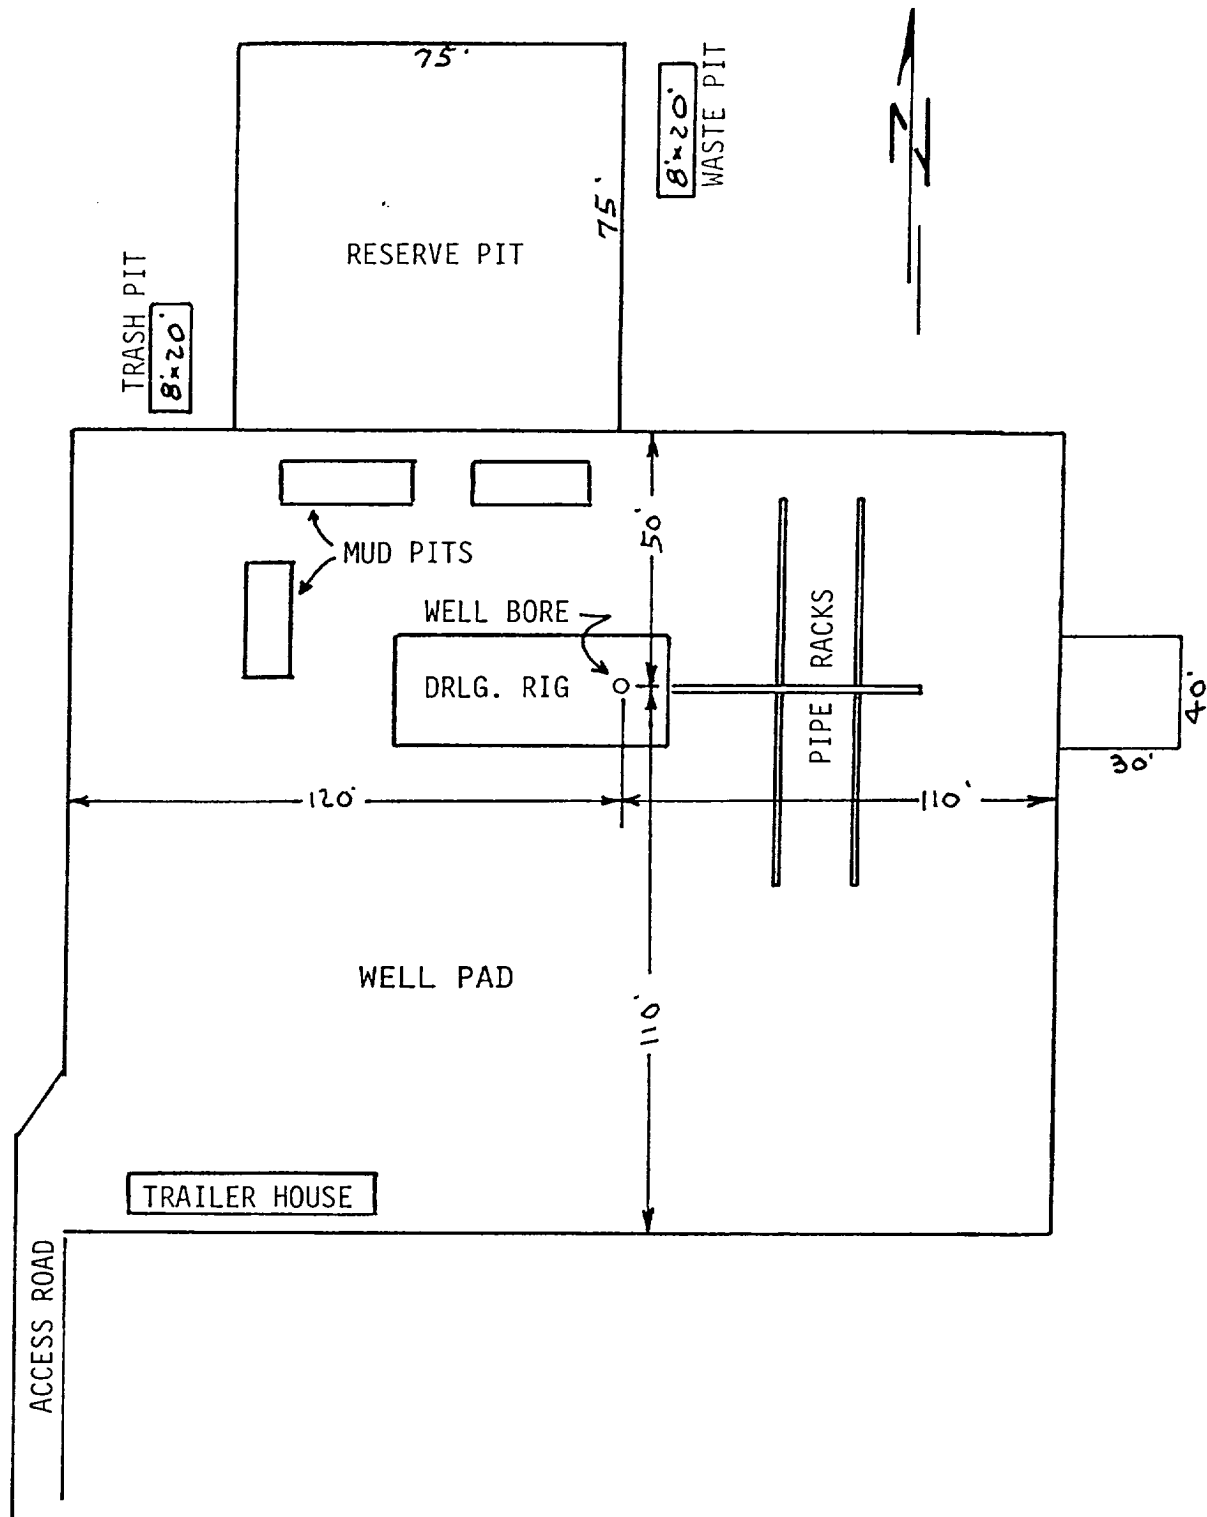 75'
8'x20'
WASTE PIT
N
75'
RESERVE PIT
TRASH PIT
8'x20'
50'
MUD PITS
WELL BORE
PIPE RACKS
DRLG. RIG
40'
30'
120'
110'
WELL PAD
110'
TRAILER HOUSE
ACCESS ROAD